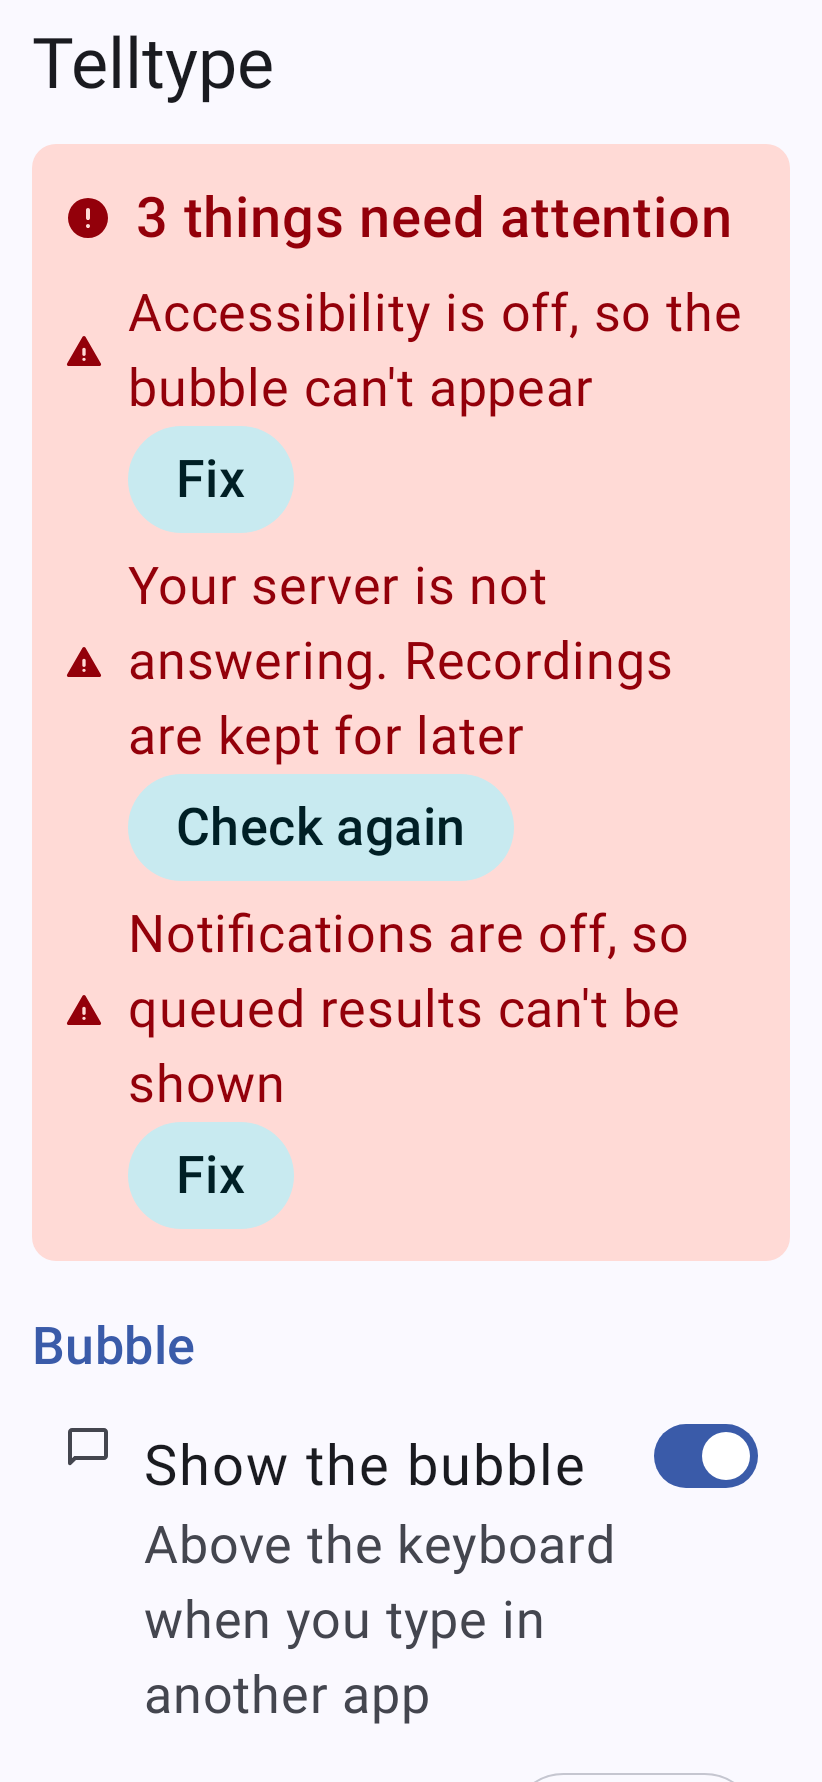 Telltype
3 things need attention
Accessibility is off, so the
bubble can't appear
Fix
Your server is not
answering. Recordings
are kept for later
Check again
Notifications are off, so
queued results can't be
shown
Fix
Bubble
Show the bubble
Above the keyboard
when you type in
another app